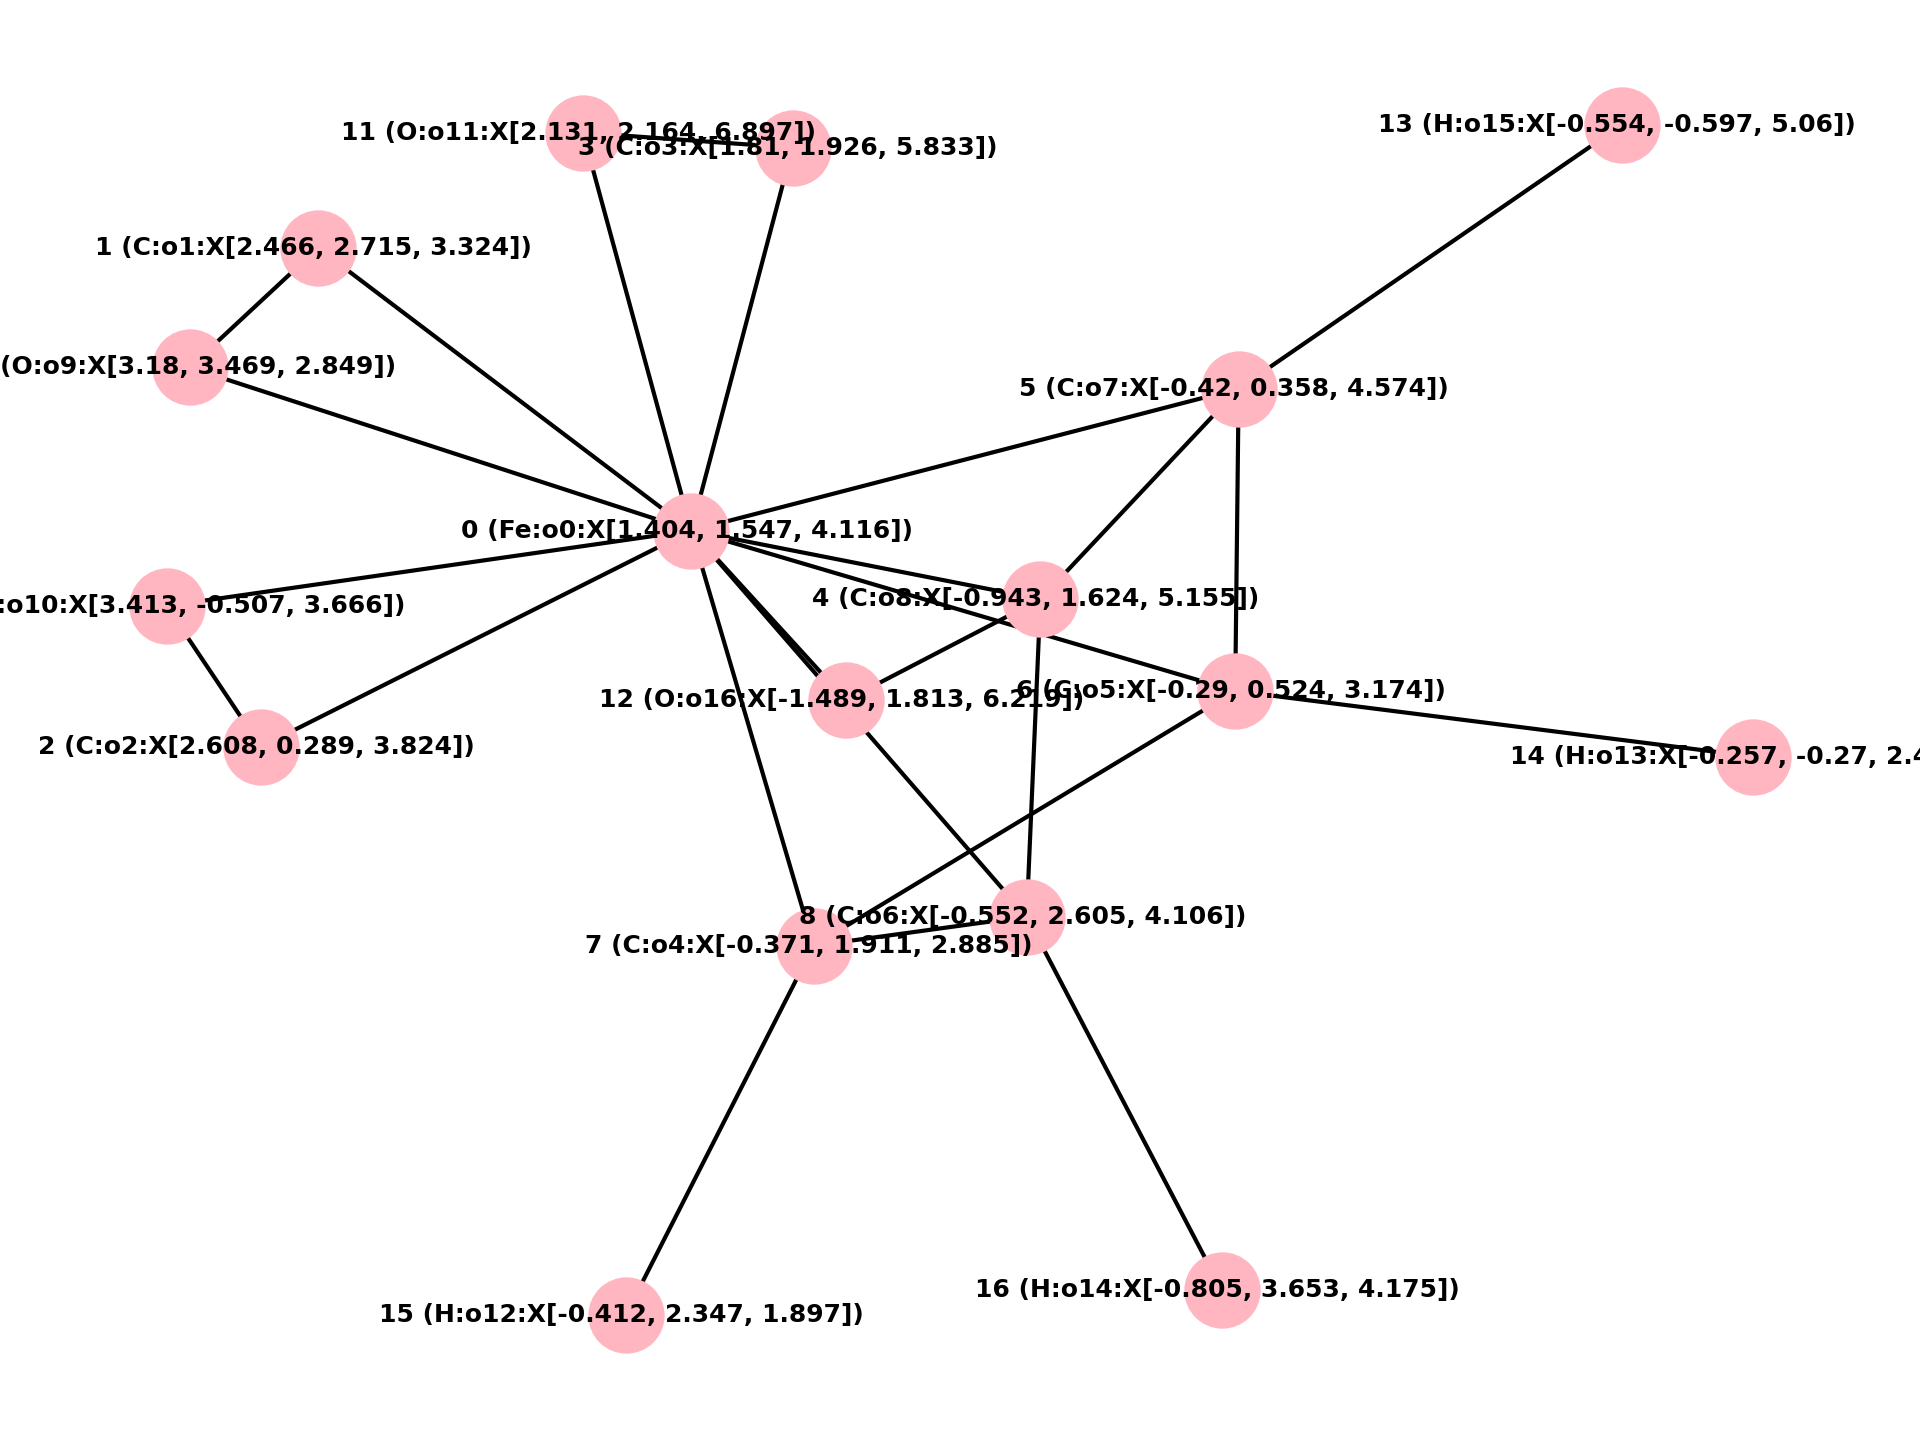 13 (H:o15:X[-0.554, -0.597, 5.06])
11 (O:o11:X[2.131, 2.164, 6.897])
3 (C:o3:X[1.81, 1.926, 5.833])
1 (C:o1:X[2.466, 2.715, 3.324])
(O:o9:X[3.18, 3.469, 2.849])
5 (C:o7:X[-0.42, 0.358, 4.574])
0 (Fe:o0:X[1.404, 1.547, 4.116])
4 (C:o8:X[-0.943, 1.624, 5.155])
:o10:X[3.413, -0.507, 3.666])
6 (C:o5:X[-0.29, 0.524, 3.174])
12 (O:o16:X[-1.489, 1.813, 6.219])
2 (C:o2:X[2.608, 0.289, 3.824])
14 (H:o13:X[-0.257, -0.27, 2.4
8 (C:o6:X[-0.552, 2.605, 4.106])
7 (C:o4:X[-0.371, 1.911, 2.885])
16 (H:o14:X[-0.805, 3.653, 4.175])
15 (H:o12:X[-0.412, 2.347, 1.897])